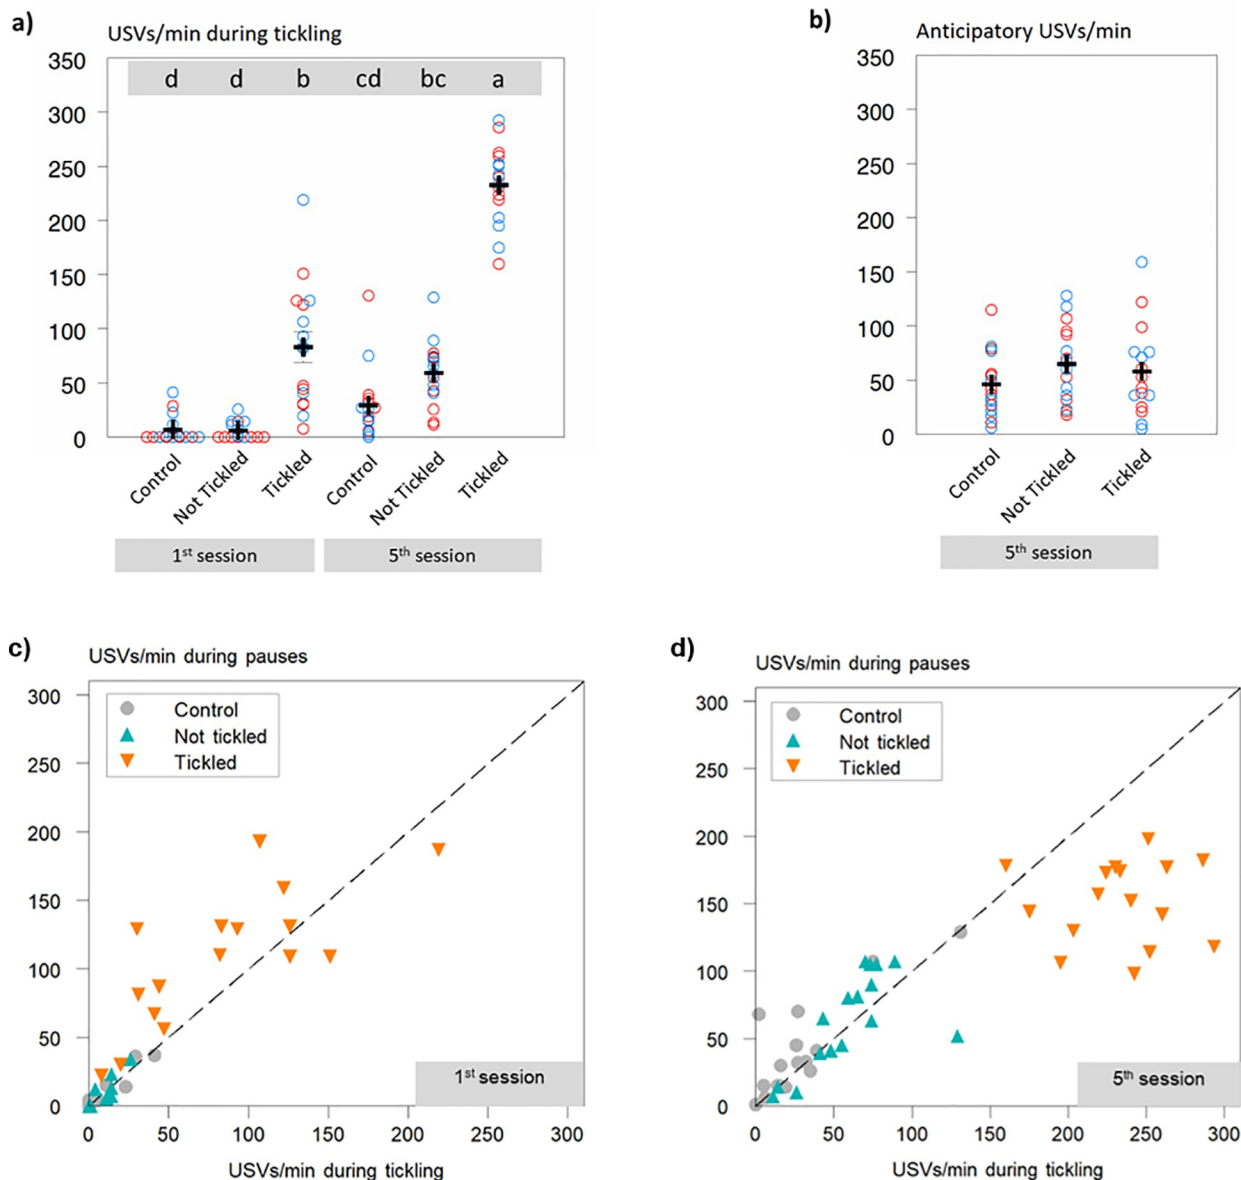 a)
USVs/min during tickling
350
300
250
200
150
100
50
0
d d b cd bc a
Control Not Tickled Tickled Control Not Tickled Tickled
1st session 5th session
b)
Anticipatory USVs/min
350
300
250
200
150
100
50
0
Control Not Tickled Tickled
5th session
c)
USVs/min during pauses
300
250
200
150
100
50
0
Control
Not tickled
Tickled
1st session
0 50 100 150 200 250 300
USVs/min during tickling
d)
USVs/min during pauses
300
250
200
150
100
50
0
Control
Not tickled
Tickled
5th session
0 50 100 150 200 250 300
USVs/min during tickling